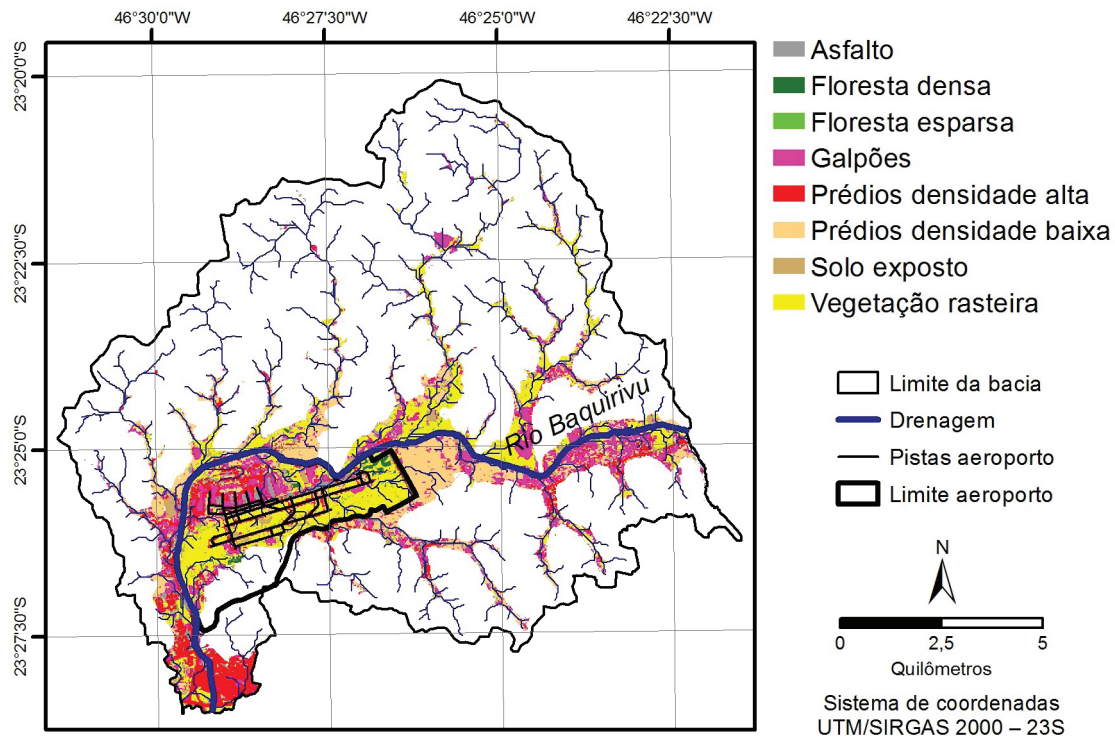 46°30'0"W 46°27'30"W 46°25'0"W 46°22'30"W
23°20'0"S
23°22'30"S
23°25'0"S
23°27'30"S
Rio Baquirivu
Asfalto
Floresta densa
Floresta esparsa
Galpões
Prédios densidade alta
Prédios densidade baixa
Solo exposto
Vegetação rasteira
Limite da bacia
Drenagem
Pistas aeroporto
Limite aeroporto
N
0 2,5 5
Quilômetros
Sistema de coordenadas
UTM/SIRGAS 2000 – 23S